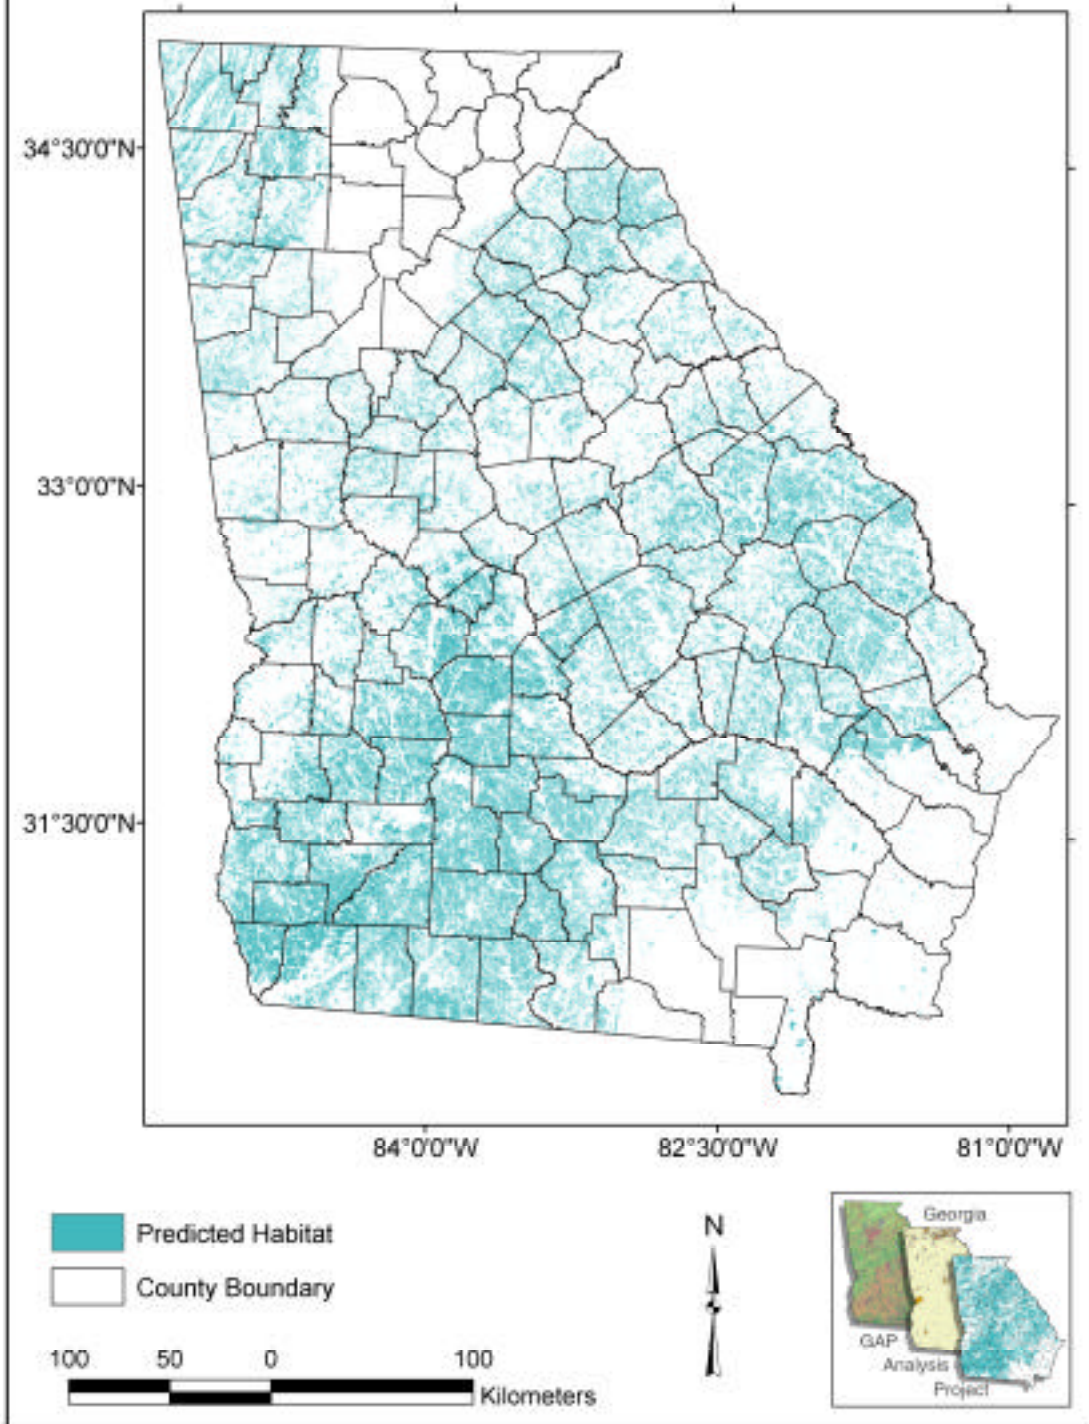 34°30'0"N
33°0'0"N
31°30'0"N
84°0'0"W 82°30'0"W 81°0'0"W
Predicted Habitat
County Boundary
N
100 50 0 100
Kilometers
Georgia
GAP
Analysis
Project